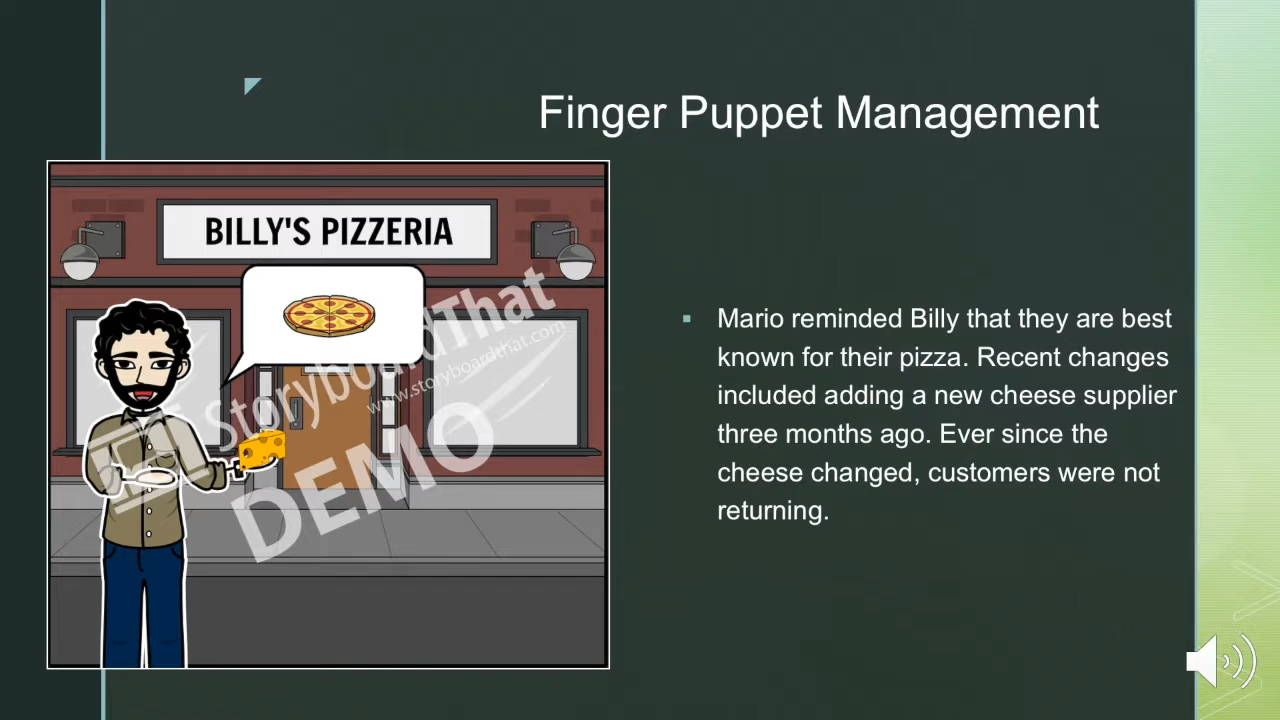 Finger Puppet Management
BILLY'S PIZZERIA
StoryboardThat
www.storyboardthat.com
DEMO
Mario reminded Billy that they are best
known for their pizza. Recent changes
included adding a new cheese supplier
three months ago. Ever since the
cheese changed, customers were not
returning.